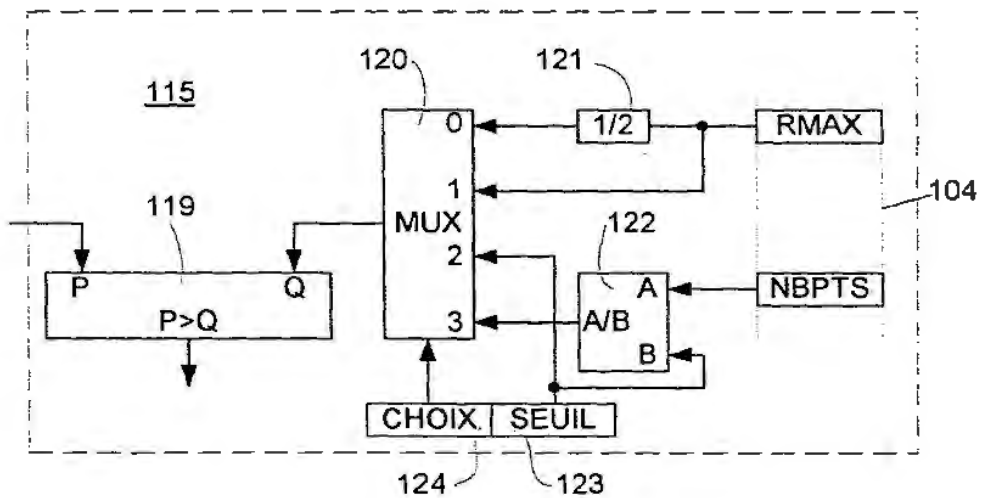 115
120
121
0
1/2
RMAX
1
104
119
MUX
122
2
P
Q
A
NBPTS
P>Q
3
A/B
B
CHOIX
SEUIL
124
123